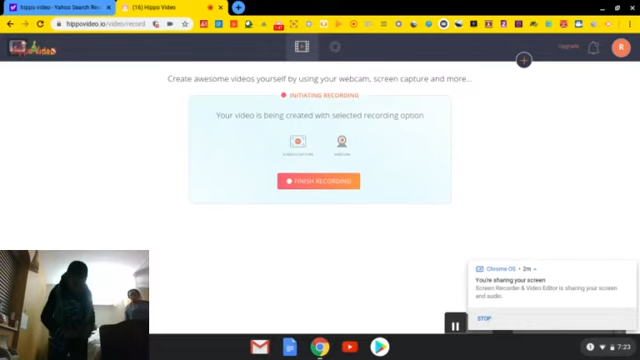 hippo video - Yahoo Search Res
(16) Hippo Video
hippovideo.io/video/record
Hippo Video
Upgrade
R
Create awesome videos yourself by using your webcam, screen capture and more...
INITIATING RECORDING
Your video is being created with selected recording option
SCREEN CAPTURE
WEBCAM
FINISH RECORDING
Chrome OS • 2m
You're sharing your screen
Screen Recorder & Video Editor is sharing your screen
and audio.
STOP
7:23